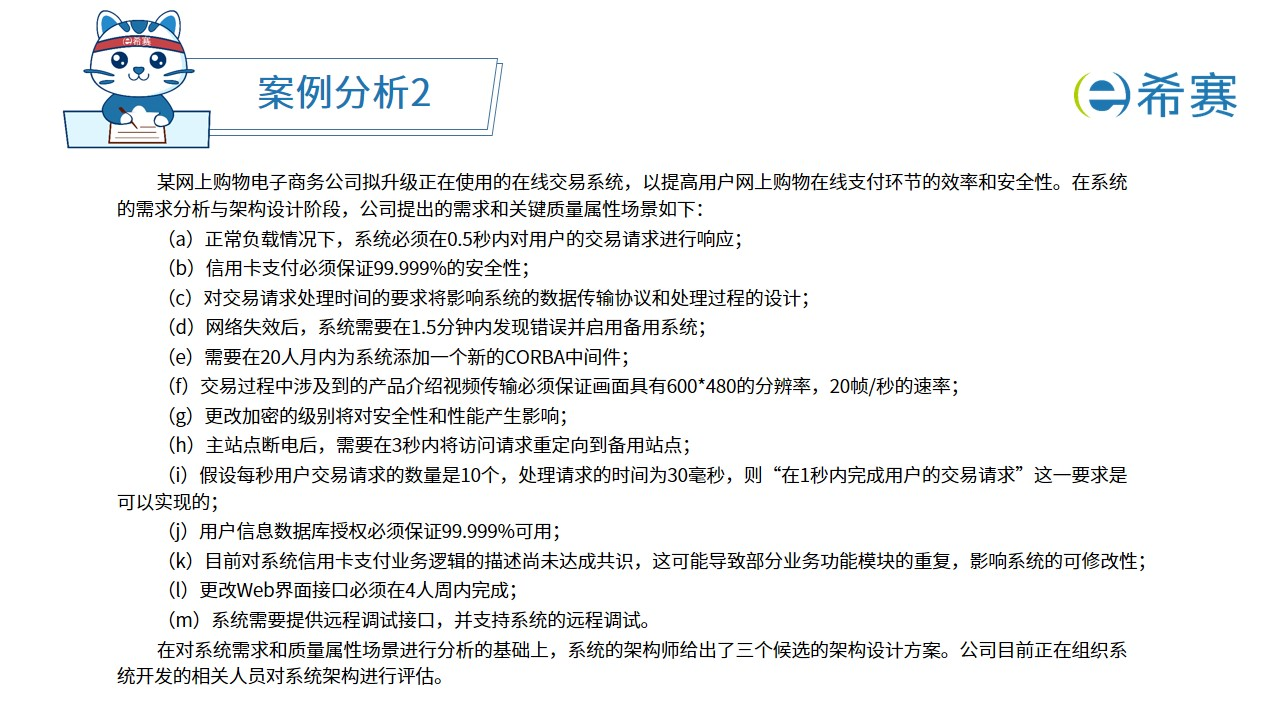 希赛
案例分析2
希赛
某网上购物电子商务公司拟升级正在使用的在线交易系统，以提高用户网上购物在线支付环节的效率和安全性。在系统
的需求分析与架构设计阶段，公司提出的需求和关键质量属性场景如下：
（a）正常负载情况下，系统必须在0.5秒内对用户的交易请求进行响应；
（b）信用卡支付必须保证99.999%的安全性；
（c）对交易请求处理时间的要求将影响系统的数据传输协议和处理过程的设计；
（d）网络失效后，系统需要在1.5分钟内发现错误并启用备用系统；
（e）需要在20人月内为系统添加一个新的CORBA中间件；
（f）交易过程中涉及到的产品介绍视频传输必须保证画面具有600*480的分辨率，20帧/秒的速率；
（g）更改加密的级别将对安全性和性能产生影响；
（h）主站点断电后，需要在3秒内将访问请求重定向到备用站点；
（i）假设每秒用户交易请求的数量是10个，处理请求的时间为30毫秒，则“在1秒内完成用户的交易请求”这一要求是
可以实现的；
（j）用户信息数据库授权必须保证99.999%可用；
（k）目前对系统信用卡支付业务逻辑的描述尚未达成共识，这可能导致部分业务功能模块的重复，影响系统的可修改性；
（l）更改Web界面接口必须在4人周内完成；
（m）系统需要提供远程调试接口，并支持系统的远程调试。
在对系统需求和质量属性场景进行分析的基础上，系统的架构师给出了三个候选的架构设计方案。公司目前正在组织系
统开发的相关人员对系统架构进行评估。